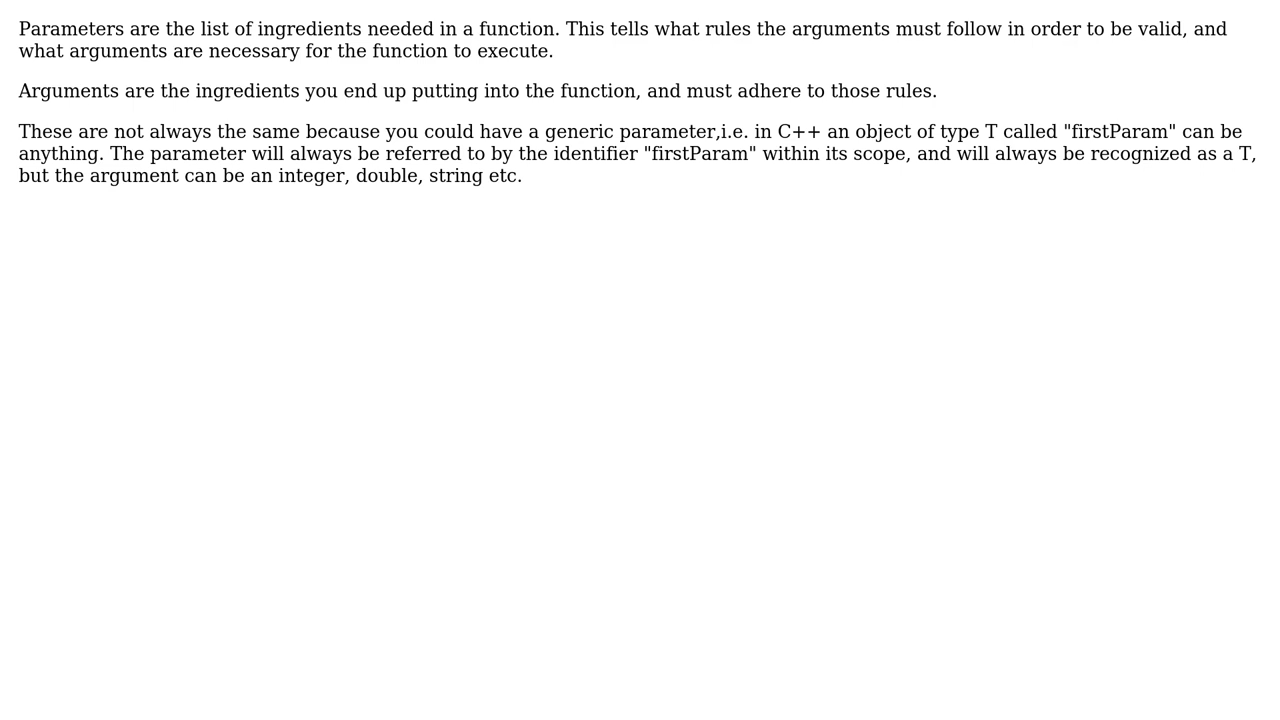 Parameters are the list of ingredients needed in a function. This tells what rules the arguments must follow in order to be valid, and
what arguments are necessary for the function to execute.
Arguments are the ingredients you end up putting into the function, and must adhere to those rules.
These are not always the same because you could have a generic parameter,i.e. in C++ an object of type T called "firstParam" can be
anything. The parameter will always be referred to by the identifier "firstParam" within its scope, and will always be recognized as a T,
but the argument can be an integer, double, string etc.